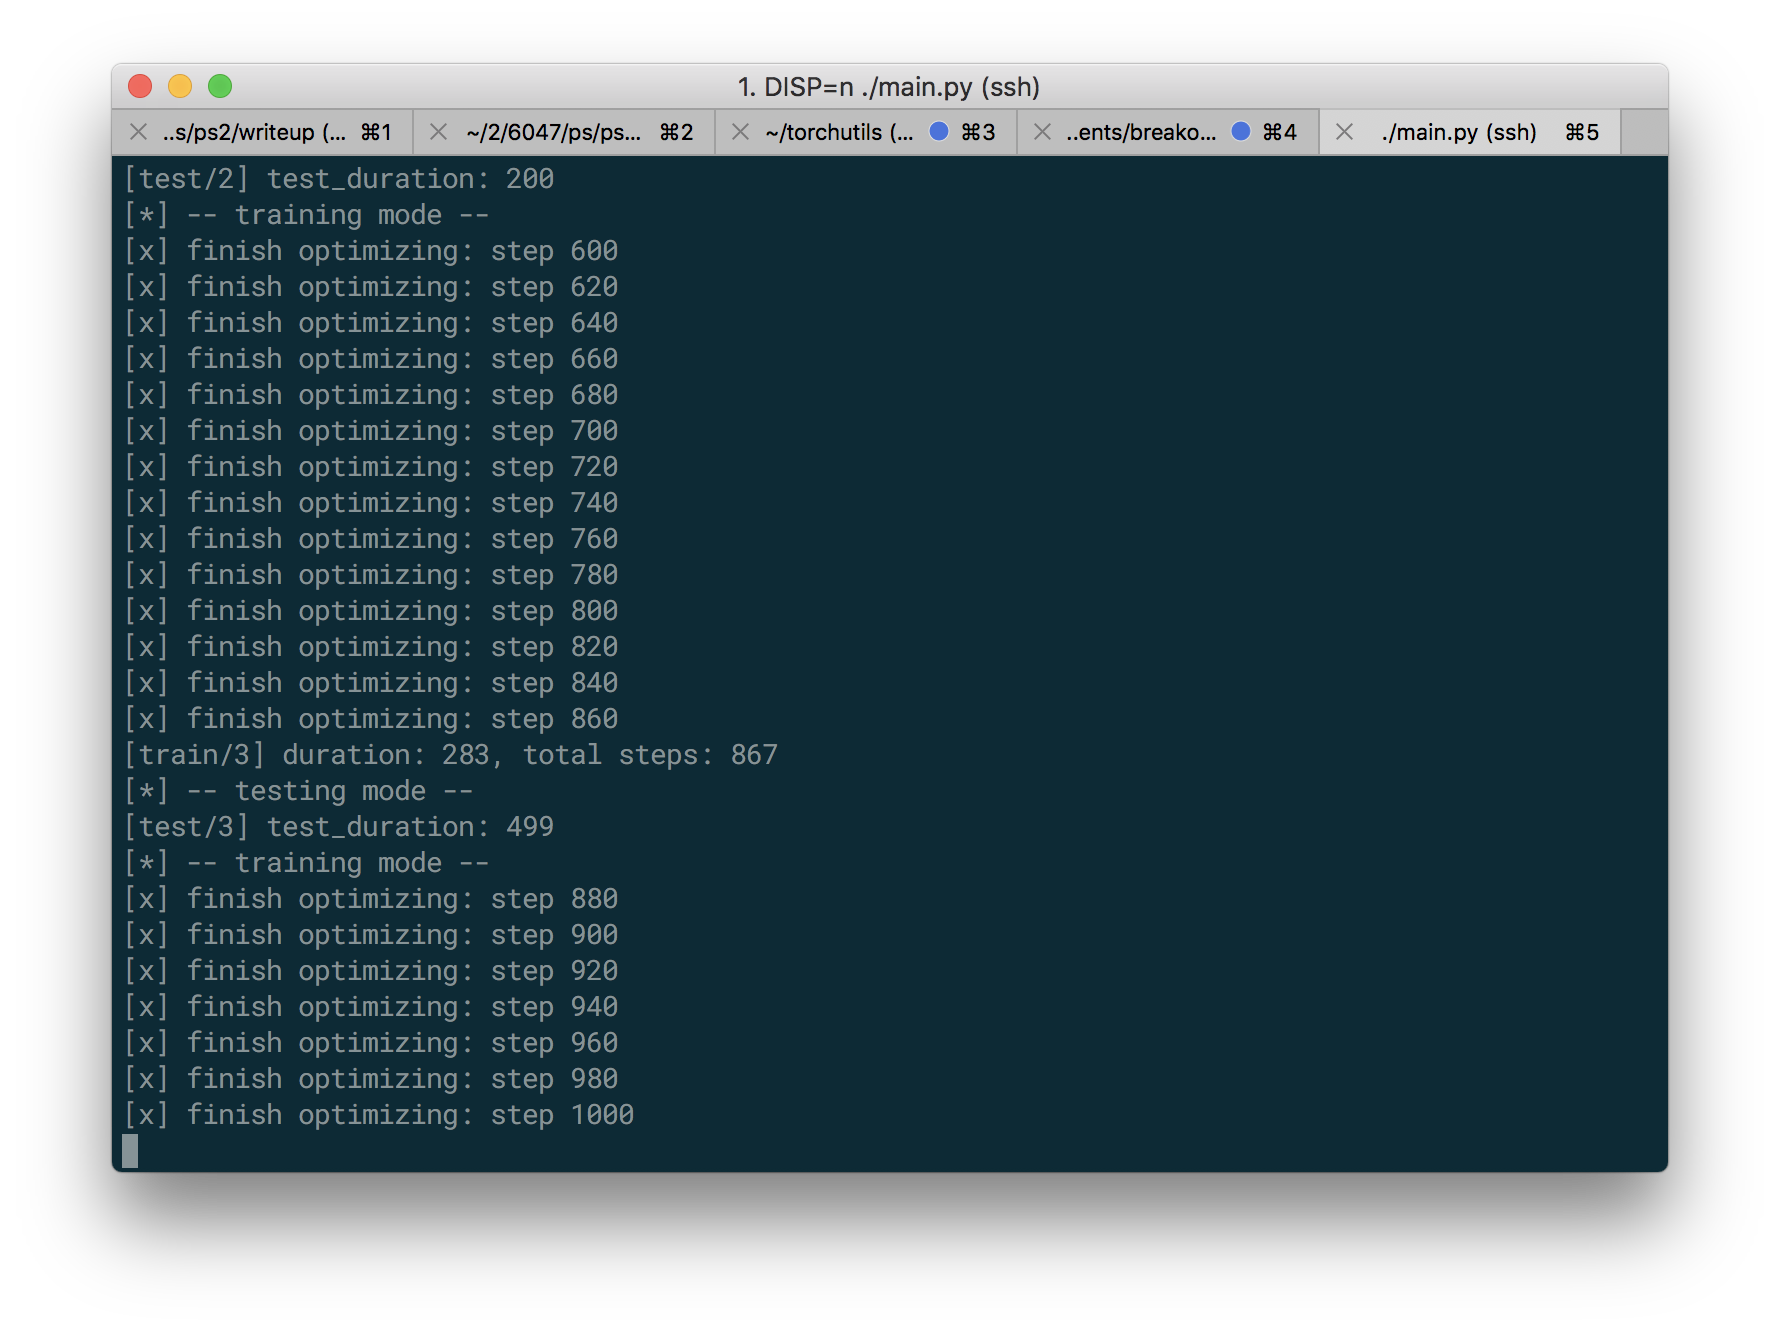 1. DISP=n ./main.py (ssh)
..s/ps2/writeup (... ⌘1 ~/2/6047/ps/ps... ⌘2 ~/torchutils (... ⌘3 ..ents/breako... ⌘4 ./main.py (ssh) ⌘5
[test/2] test_duration: 200
[*] -- training mode --
[x] finish optimizing: step 600
[x] finish optimizing: step 620
[x] finish optimizing: step 640
[x] finish optimizing: step 660
[x] finish optimizing: step 680
[x] finish optimizing: step 700
[x] finish optimizing: step 720
[x] finish optimizing: step 740
[x] finish optimizing: step 760
[x] finish optimizing: step 780
[x] finish optimizing: step 800
[x] finish optimizing: step 820
[x] finish optimizing: step 840
[x] finish optimizing: step 860
[train/3] duration: 283, total steps: 867
[*] -- testing mode --
[test/3] test_duration: 499
[*] -- training mode --
[x] finish optimizing: step 880
[x] finish optimizing: step 900
[x] finish optimizing: step 920
[x] finish optimizing: step 940
[x] finish optimizing: step 960
[x] finish optimizing: step 980
[x] finish optimizing: step 1000